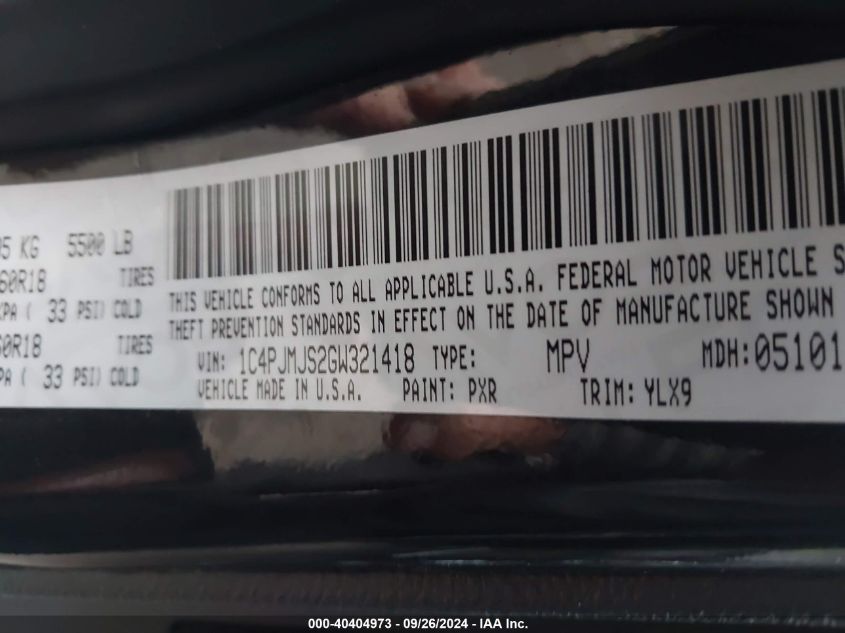 95 KG 5500 LB
60R18 TIRES
KPA ( 33 PSI) COLD
60R18 TIRES
PA ( 33 PSI) COLD
THIS VEHICLE CONFORMS TO ALL APPLICABLE U.S.A. FEDERAL MOTOR VEHICLE S
THEFT PREVENTION STANDARDS IN EFFECT ON THE DATE OF MANUFACTURE SHOWN
VIN: 1C4PJMJS2GW321418 TYPE: MPV MDH: 05101
VEHICLE MADE IN U.S.A. PAINT: PXR TRIM: YLX9
000-40404973 - 09/26/2024 - IAA Inc.